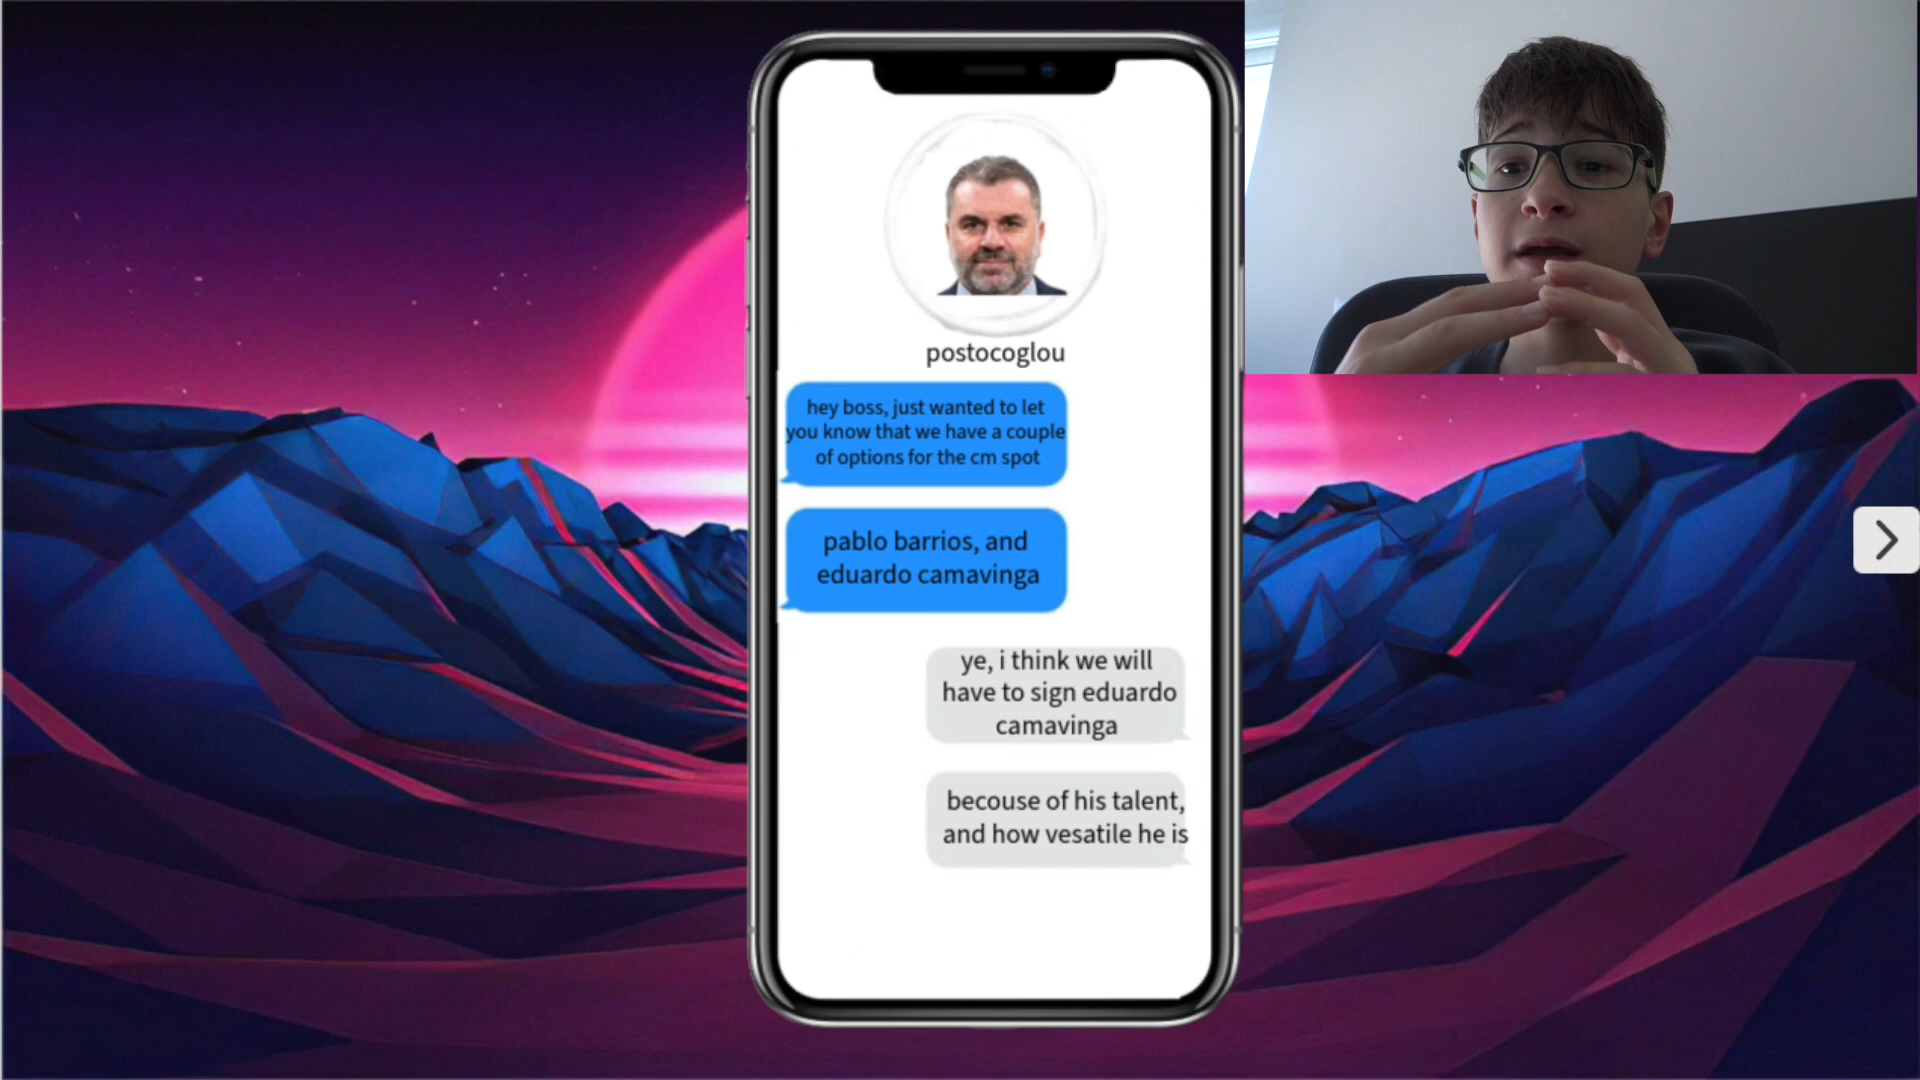 postocoglou
hey boss, just wanted to let
you know that we have a couple
of options for the cm spot
pablo barrios, and
eduardo camavinga
ye, i think we will
have to sign eduardo
camavinga
becouse of his talent,
and how vesatile he is